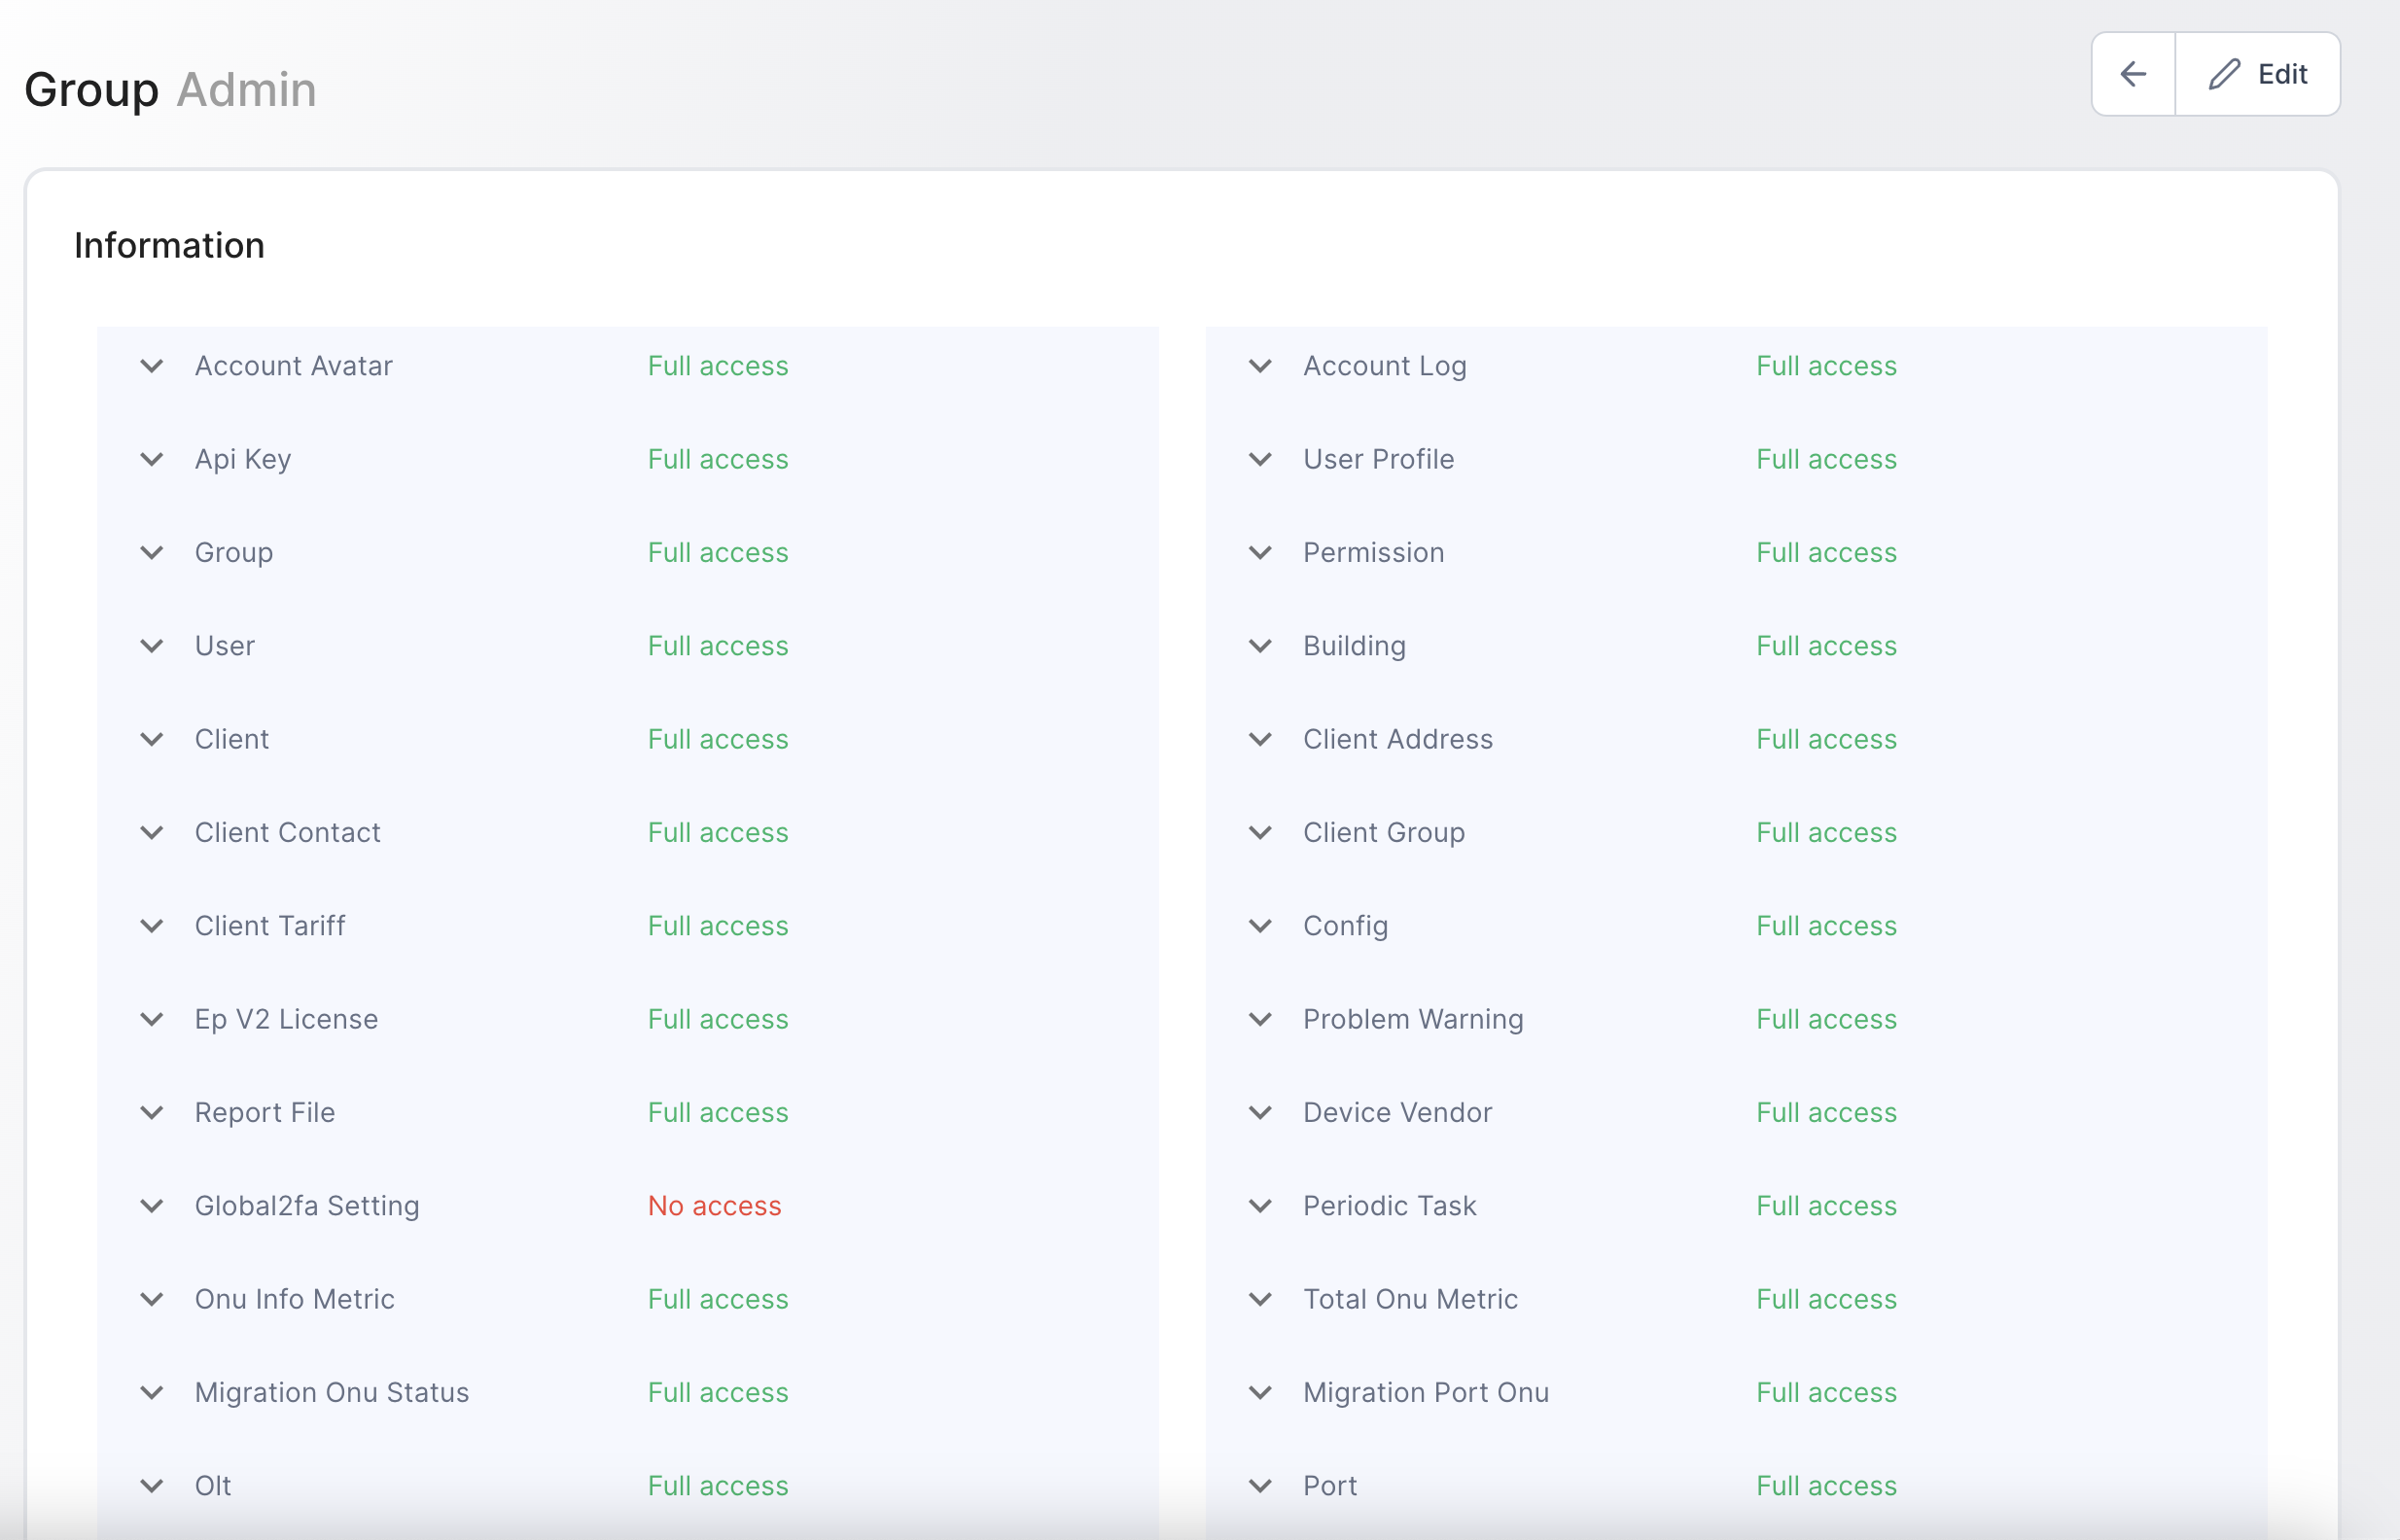 Group Admin
Edit
Information
Account Avatar Full access Account Log Full access
Api Key Full access User Profile Full access
Group Full access Permission Full access
User Full access Building Full access
Client Full access Client Address Full access
Client Contact Full access Client Group Full access
Client Tariff Full access Config Full access
Ep V2 License Full access Problem Warning Full access
Report File Full access Device Vendor Full access
Global2fa Setting No access Periodic Task Full access
Onu Info Metric Full access Total Onu Metric Full access
Migration Onu Status Full access Migration Port Onu Full access
Olt Full access Port Full access